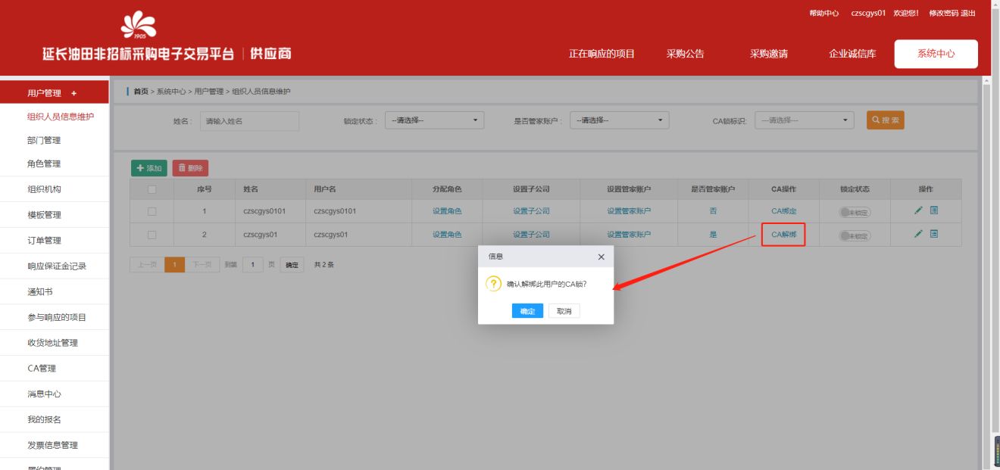 帮助中心 czscgys01 欢迎您! 修改密码 退出
1905
延长油田非招标采购电子交易平台 | 供应商
正在响应的项目 采购公告 采购邀请 企业诚信库 系统中心
用户管理 +
组织人员信息维护
部门管理
角色管理
组织机构
模板管理
订单管理
响应保证金记录
通知书
参与响应的项目
收货地址管理
CA管理
消息中心
我的报名
发票信息管理
首页 > 系统中心 > 用户管理 > 组织人员信息维护
姓名: 请输入姓名 锁定状态: --请选择-- 是否管家账户: --请选择-- CA锁标识: ---请选择--- 搜 索
+ 添加 删除
序号 姓名 用户名 分配角色 设置子公司 设置管家账户 是否管家账户 CA操作 锁定状态 操作
1 czscgys0101 czscgys0101 设置角色 设置子公司 设置管家账户 否 CA绑定 未锁定
2 czscgys01 czscgys01 设置角色 设置子公司 设置管家账户 是 CA解绑 未锁定
上一页 1 下一页 到第 1 页 确定 共 2 条
信息
? 确认解绑此用户的CA锁?
确定 取消